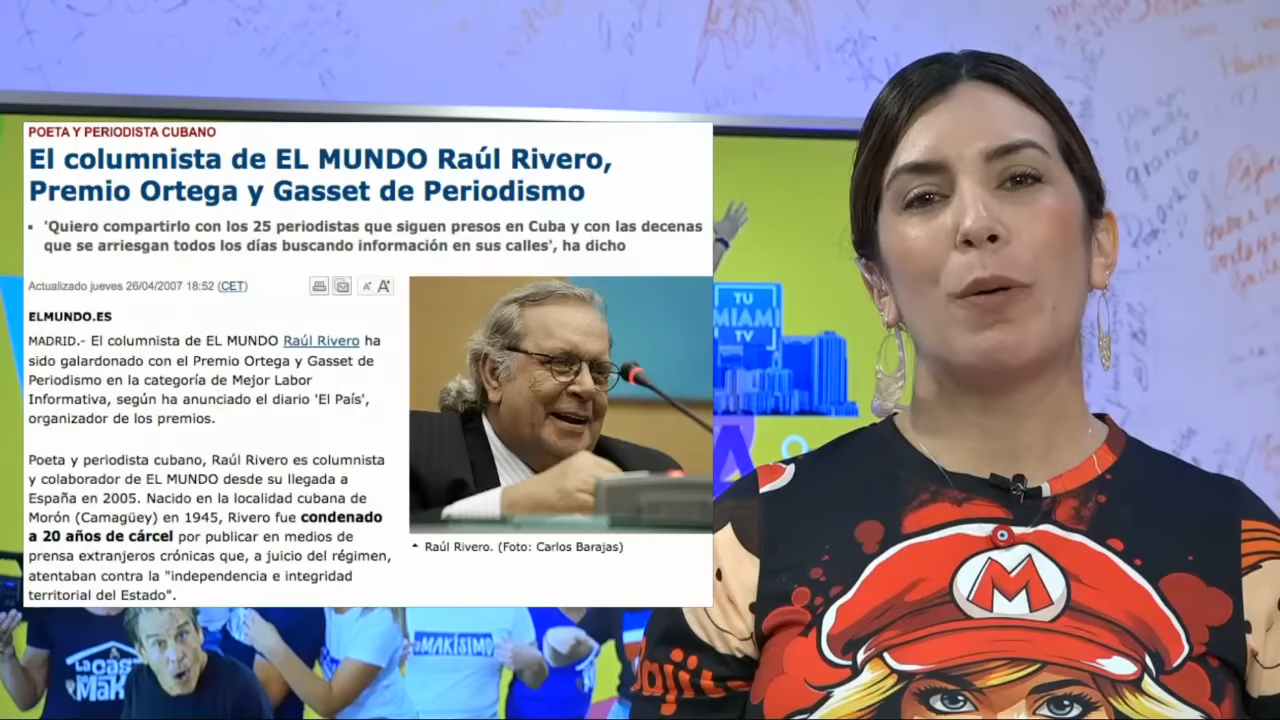 POETA Y PERIODISTA CUBANO
El columnista de EL MUNDO Raúl Rivero,
Premio Ortega y Gasset de Periodismo
'Quiero compartirlo con los 25 periodistas que siguen presos en Cuba y con las decenas
que se arriesgan todos los días buscando información en sus calles', ha dicho
Actualizado jueves 26/04/2007 18:52 (CET)
A A
ELMUNDO.ES
MADRID.- El columnista de EL MUNDO Raúl Rivero ha
sido galardonado con el Premio Ortega y Gasset de
Periodismo en la categoría de Mejor Labor
Informativa, según ha anunciado el diario 'El País',
organizador de los premios.
Poeta y periodista cubano, Raúl Rivero es columnista
y colaborador de EL MUNDO desde su llegada a
España en 2005. Nacido en la localidad cubana de
Morón (Camagüey) en 1945, Rivero fue condenado
a 20 años de cárcel por publicar en medios de
prensa extranjeros crónicas que, a juicio del régimen,
atentaban contra la "independencia e integridad
territorial del Estado".
Raúl Rivero. (Foto: Carlos Barajas)
TU
MIAMI
TV
A
M
LA CAS
MAK
#MAKÍSIMO
grande